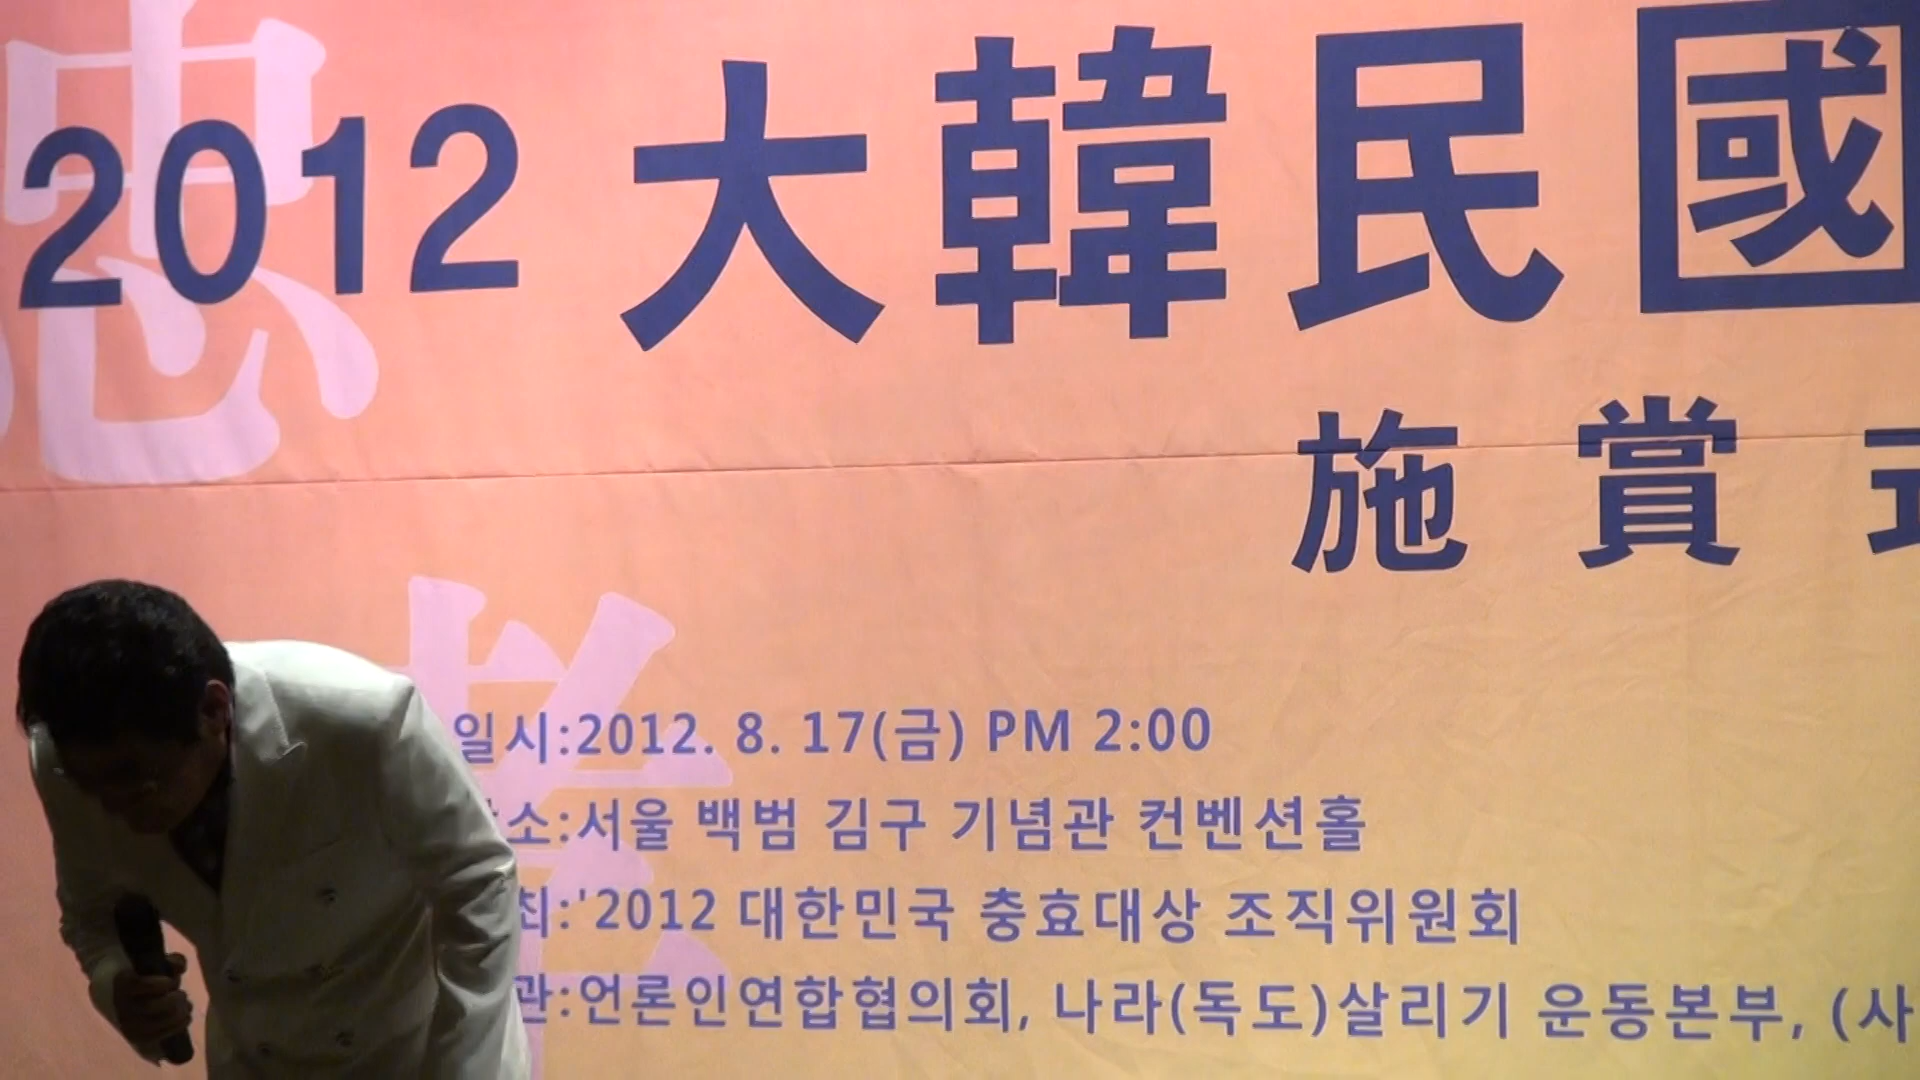 忠
2012 大韓民國
施賞式
孝
일시:2012. 8. 17(금) PM 2:00
소:서울 백범 김구 기념관 컨벤션홀
최:'2012 대한민국 충효대상 조직위원회
관:언론인연합협의회, 나라(독도)살리기 운동본부, (사